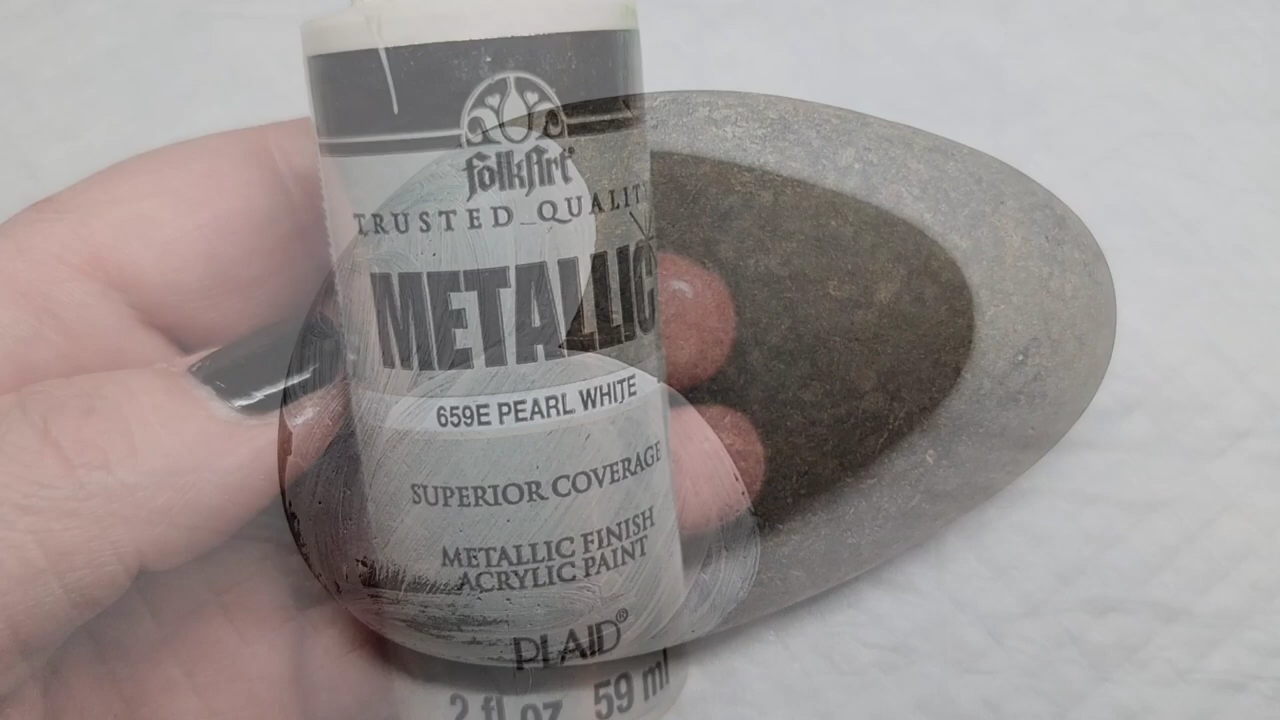 folkArt®
TRUSTED QUALITY
METALLIC
659E PEARL WHITE
SUPERIOR COVERAGE
METALLIC FINISH
ACRYLIC PAINT
PLAID®
2 fl oz 59 ml